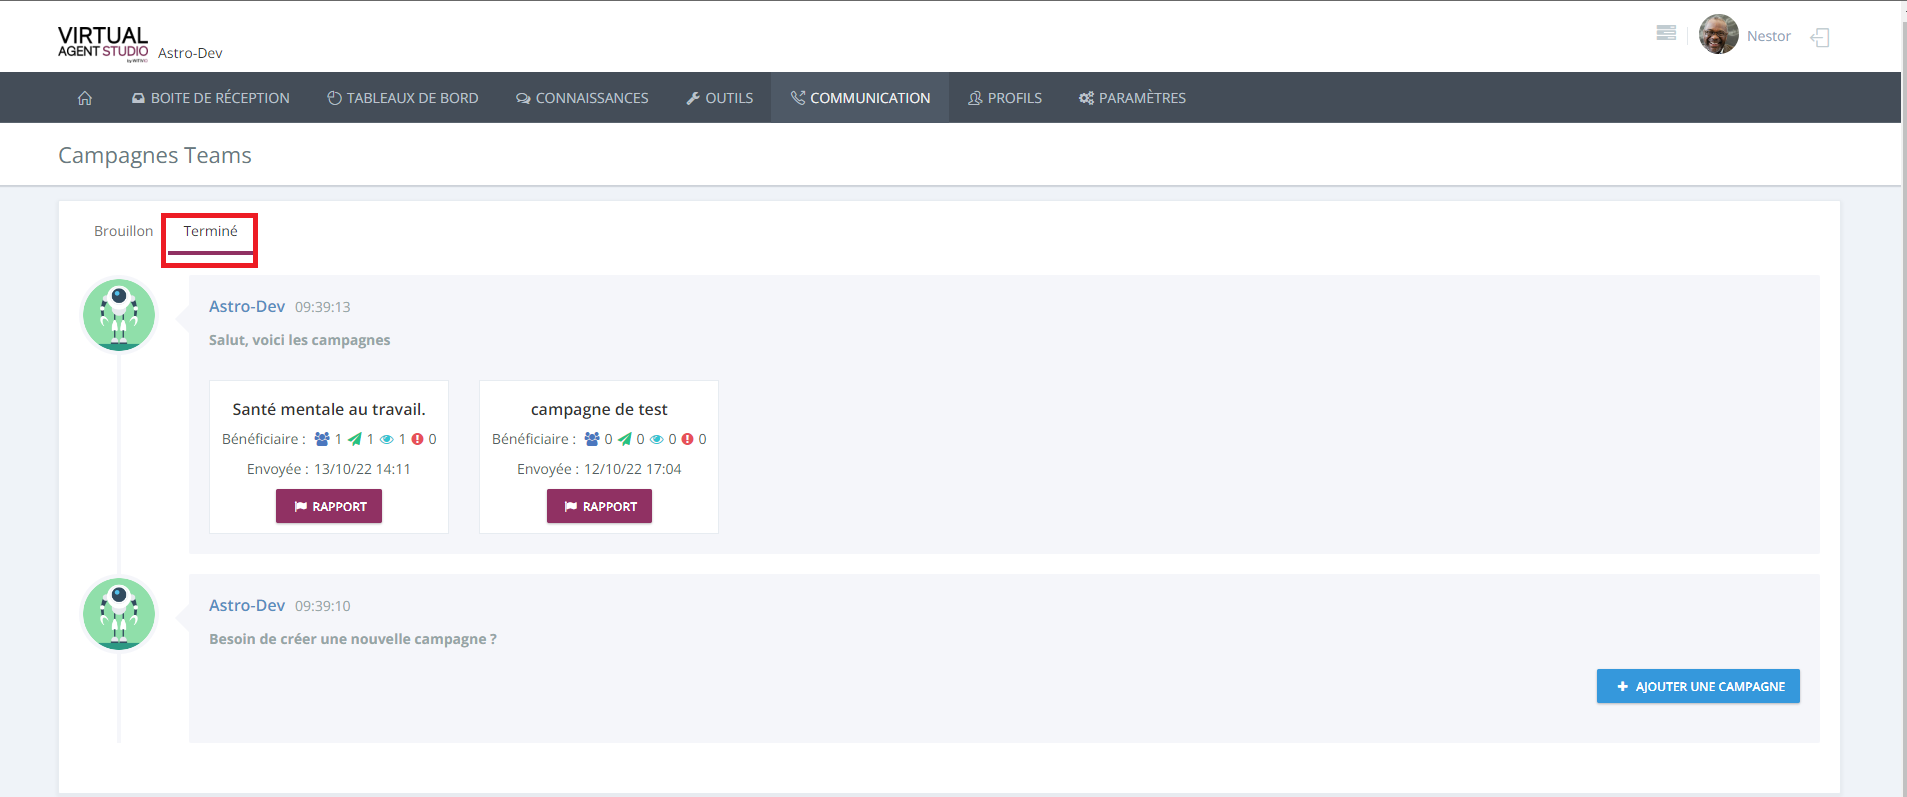 VIRTUAL
AGENT STUDIO
Astro-Dev
Nestor
BOITE DE RÉCEPTION
TABLEAUX DE BORD
CONNAISSANCES
OUTILS
COMMUNICATION
PROFILS
PARAMÈTRES
Campagnes Teams
Brouillon
Terminé
Astro-Dev 09:39:13
Salut, voici les campagnes
Santé mentale au travail.
Bénéficiaire : 1 1 1 0
Envoyée : 13/10/22 14:11
RAPPORT
campagne de test
Bénéficiaire : 0 0 0 0
Envoyée : 12/10/22 17:04
RAPPORT
Astro-Dev 09:39:10
Besoin de créer une nouvelle campagne ?
AJOUTER UNE CAMPAGNE